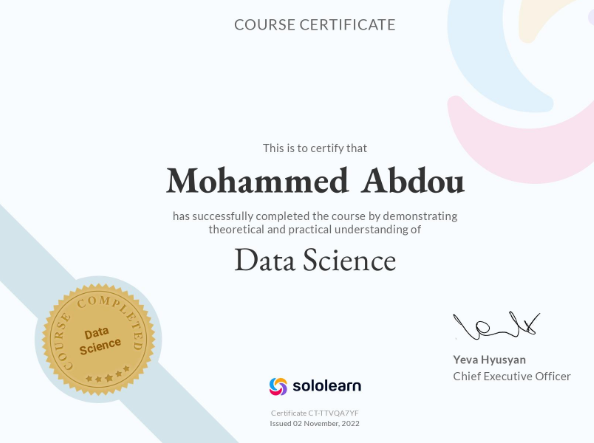 COURSE CERTIFICATE
This is to certify that
Mohammed Abdou
has successfully completed the course by demonstrating
theoretical and practical understanding of
Data Science
COURSE COMPLETED
Data
Science
Yeva Hyusyan
Chief Executive Officer
sololearn
Certificate CT-TTVQA7YF
Issued 02 November, 2022